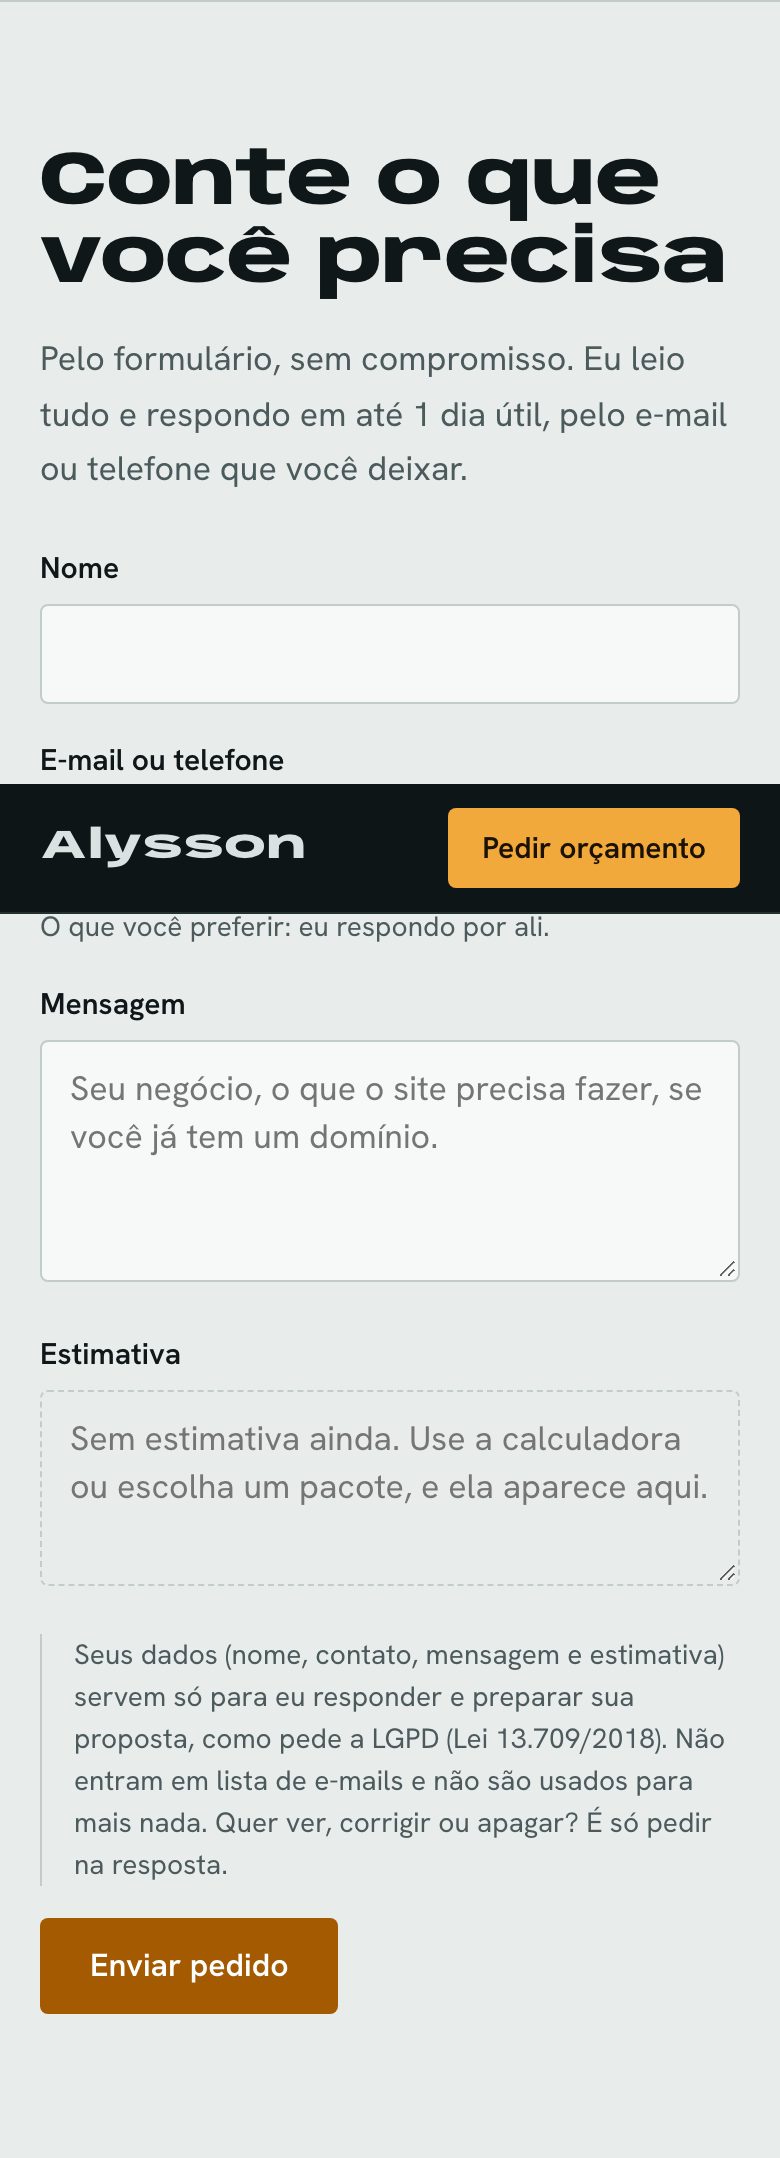 Conte o que
você precisa
Pelo formulário, sem compromisso. Eu leio
tudo e respondo em até 1 dia útil, pelo e-mail
ou telefone que você deixar.
Nome
E-mail ou telefone
Alysson
Pedir orçamento
O que você preferir: eu respondo por ali.
Mensagem
Seu negócio, o que o site precisa fazer, se
você já tem um domínio.
Estimativa
Sem estimativa ainda. Use a calculadora
ou escolha um pacote, e ela aparece aqui.
Seus dados (nome, contato, mensagem e estimativa)
servem só para eu responder e preparar sua
proposta, como pede a LGPD (Lei 13.709/2018). Não
entram em lista de e-mails e não são usados para
mais nada. Quer ver, corrigir ou apagar? É só pedir
na resposta.
Enviar pedido